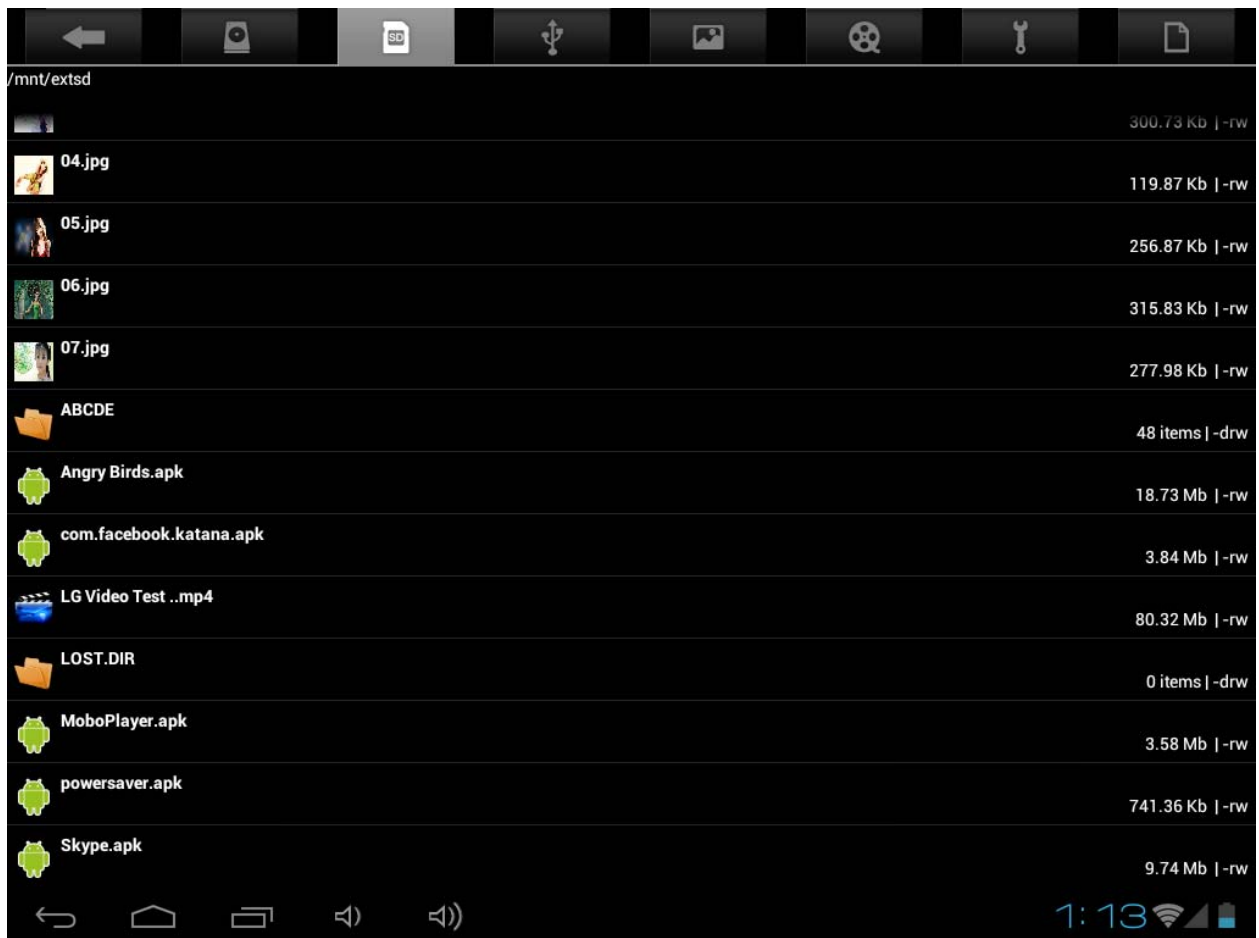 SD
/mnt/extsd
300.73 Kb | -rw
04.jpg
119.87 Kb | -rw
05.jpg
256.87 Kb | -rw
06.jpg
315.83 Kb | -rw
07.jpg
277.98 Kb | -rw
ABCDE
48 items | -drw
Angry Birds.apk
18.73 Mb | -rw
com.facebook.katana.apk
3.84 Mb | -rw
LG Video Test ..mp4
80.32 Mb | -rw
LOST.DIR
0 items | -drw
MoboPlayer.apk
3.58 Mb | -rw
powersaver.apk
741.36 Kb | -rw
Skype.apk
9.74 Mb | -rw
1:13